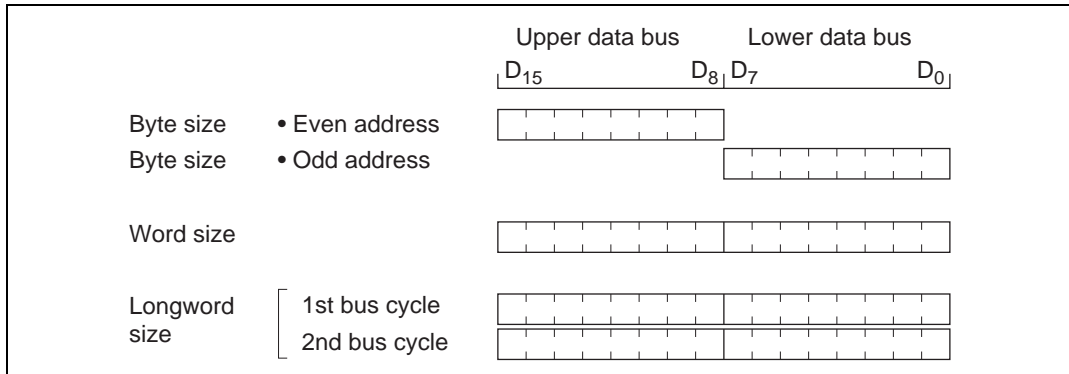 Upper data bus Lower data bus
D15 D8 D7 D0
Byte size • Even address
Byte size • Odd address
Word size
Longword size 1st bus cycle
2nd bus cycle